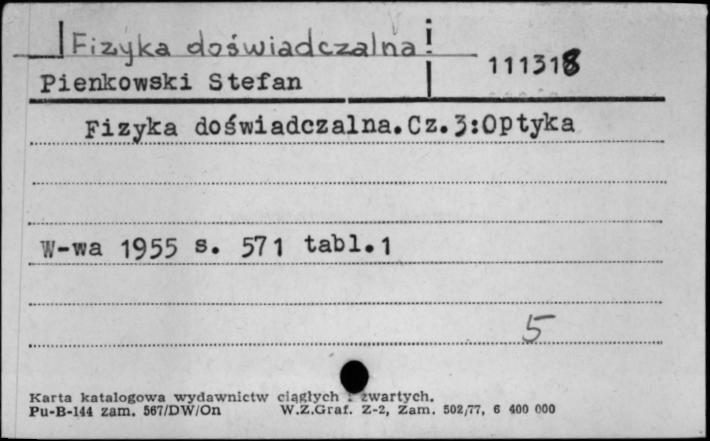 Fizyka doświadczalna
Pienkowski Stefan
111318
Fizyka doświadczalna.Cz.3:Optyka
W-wa 1955 s. 571 tabl.1
5
Karta katalogowa wydawnictw ciągłych i zwartych.
Pu-B-144 zam. 567/DW/On W.Z.Graf. Z-2, Zam. 502/77, 6 400 000